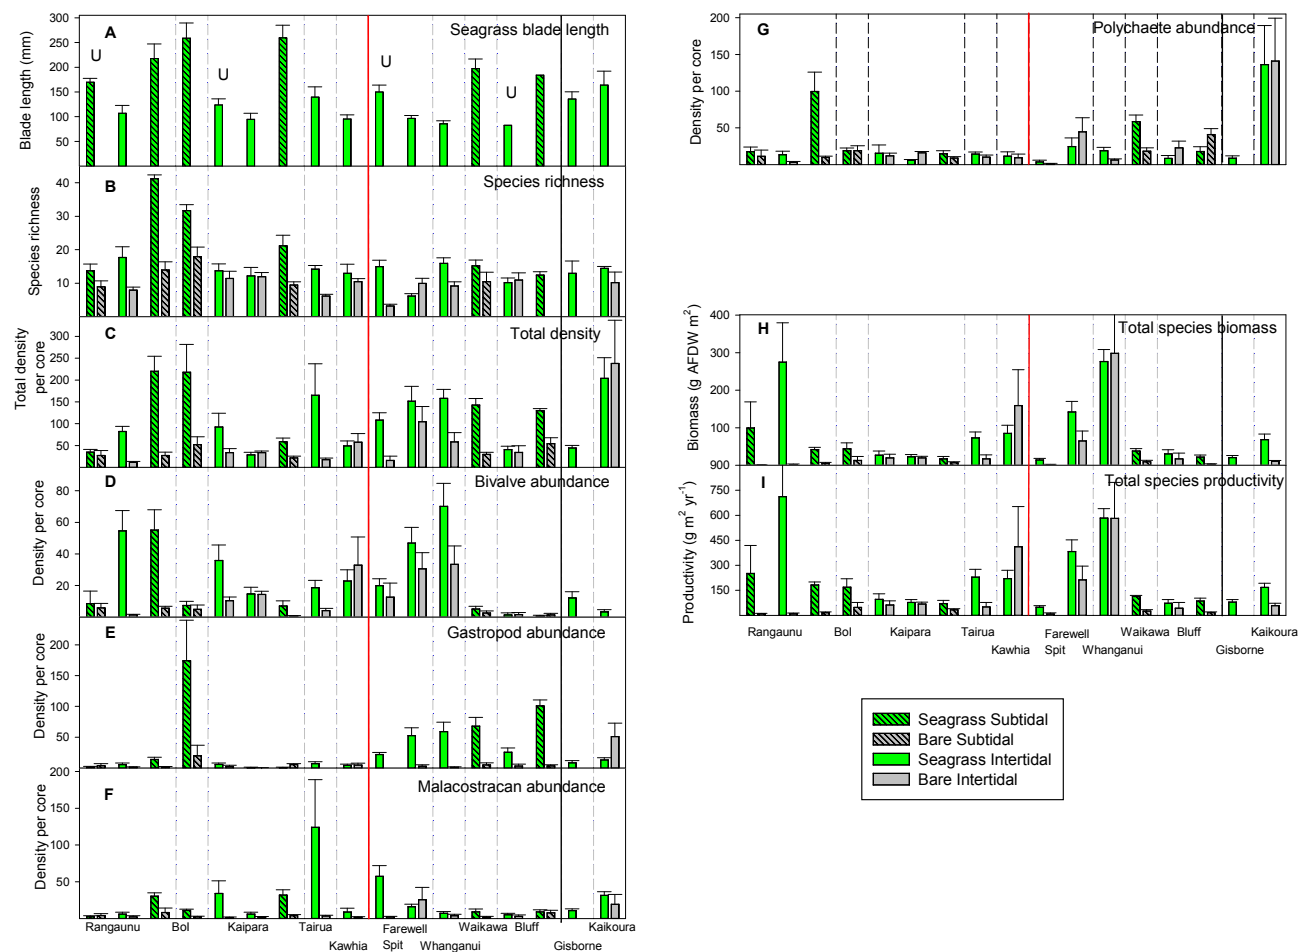 A
Seagrass blade length
U
U
U
U
Blade length (mm)
300
250
200
150
100
50
B
Species richness
Species richness
40
30
20
10
C
Total density
Total density
per core
300
250
200
150
100
50
D
Bivalve abundance
Density per core
80
60
40
20
E
Gastropod abundance
Density per core
200
150
100
50
F
Malacostracan abundance
Density per core
200
150
100
50
Rangaunu
BoI
Kaipara
Tairua
Kawhia
Farewell
Spit
Whanganui
Waikawa
Bluff
Gisborne
Kaikoura
G
Polychaete abundance
Density per core
200
150
100
50
H
Total species biomass
Biomass (g AFDW m²)
400
300
200
100
900
I
Total species productivity
Productivity (g m² yr⁻¹)
750
600
450
300
150
Rangaunu
BoI
Kaipara
Tairua
Kawhia
Farewell
Spit
Whanganui
Waikawa
Bluff
Gisborne
Kaikoura
Seagrass Subtidal
Bare Subtidal
Seagrass Intertidal
Bare Intertidal